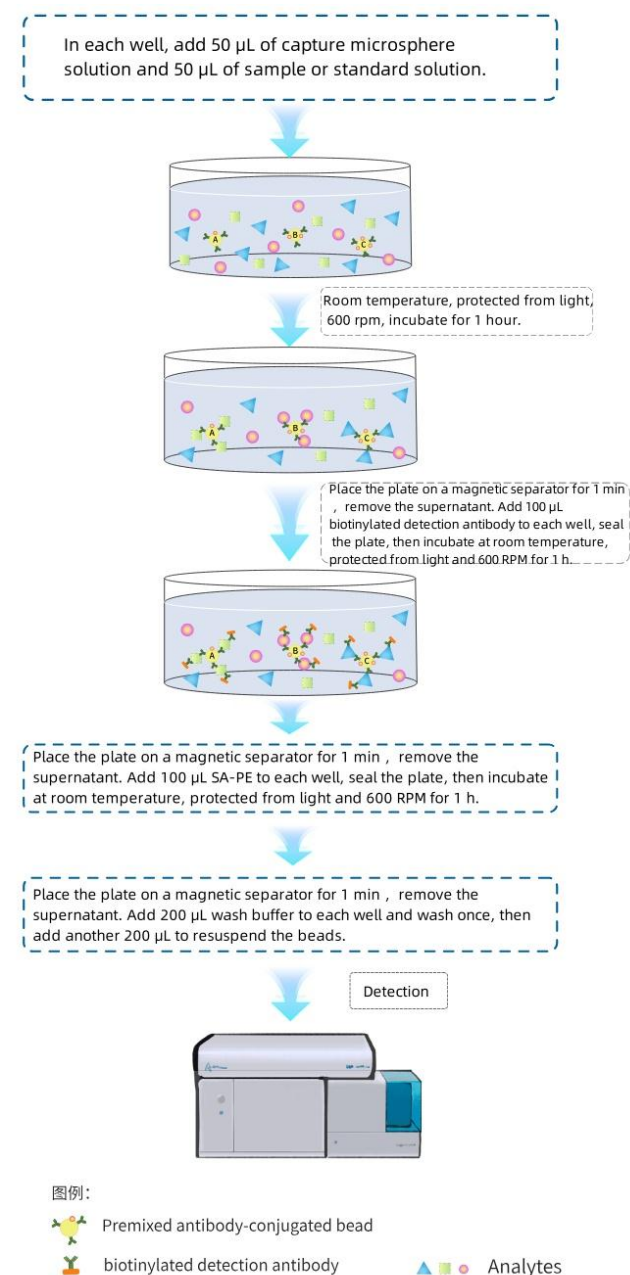 In each well, add 50 μL of capture microsphere
solution and 50 μL of sample or standard solution.
A
B
C
Room temperature, protected from light,
600 rpm, incubate for 1 hour.
A
B
C
Place the plate on a magnetic separator for 1 min
, remove the supernatant. Add 100 μL
biotinylated detection antibody to each well, seal
the plate, then incubate at room temperature,
protected from light and 600 RPM for 1 h.
A
B
C
Place the plate on a magnetic separator for 1 min , remove the
supernatant. Add 100 μL SA-PE to each well, seal the plate, then incubate
at room temperature, protected from light and 600 RPM for 1 h.
Place the plate on a magnetic separator for 1 min , remove the
supernatant. Add 200 μL wash buffer to each well and wash once, then
add another 200 μL to resuspend the beads.
Detection
图例：
Premixed antibody-conjugated bead
biotinylated detection antibody
Analytes